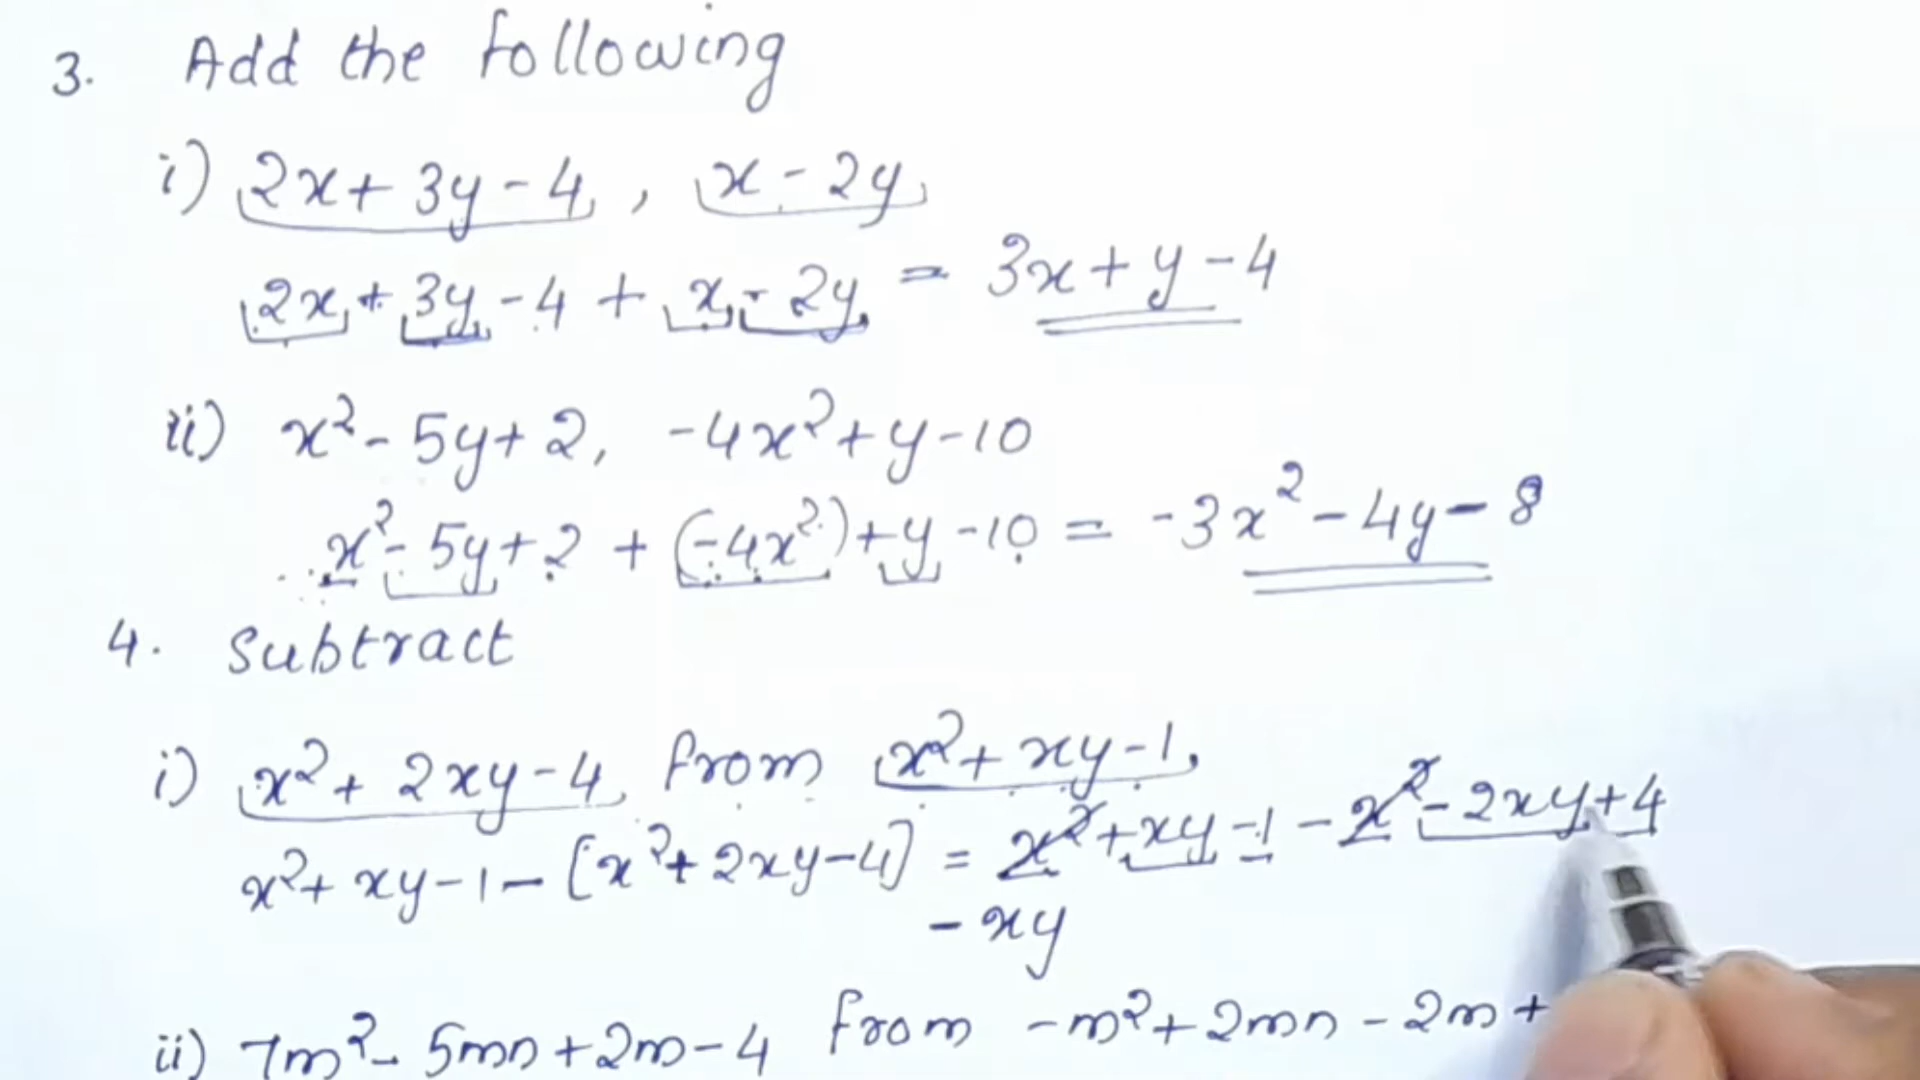 3. Add the following
i) 2x + 3y - 4 , x - 2y
2x + 3y - 4 + x - 2y = 3x + y - 4
ii) x² - 5y + 2, -4x² + y - 10
x² - 5y + 2 + (-4x²) + y - 10 = -3x² - 4y - 8
4. Subtract
i) x² + 2xy - 4 from x² + xy - 1,
x² + xy - 1 - [x² + 2xy - 4] = x² + xy - 1 - x² - 2xy + 4
- xy
ii) 7m² - 5mn + 2m - 4 from - m² + 2mn - 2m +